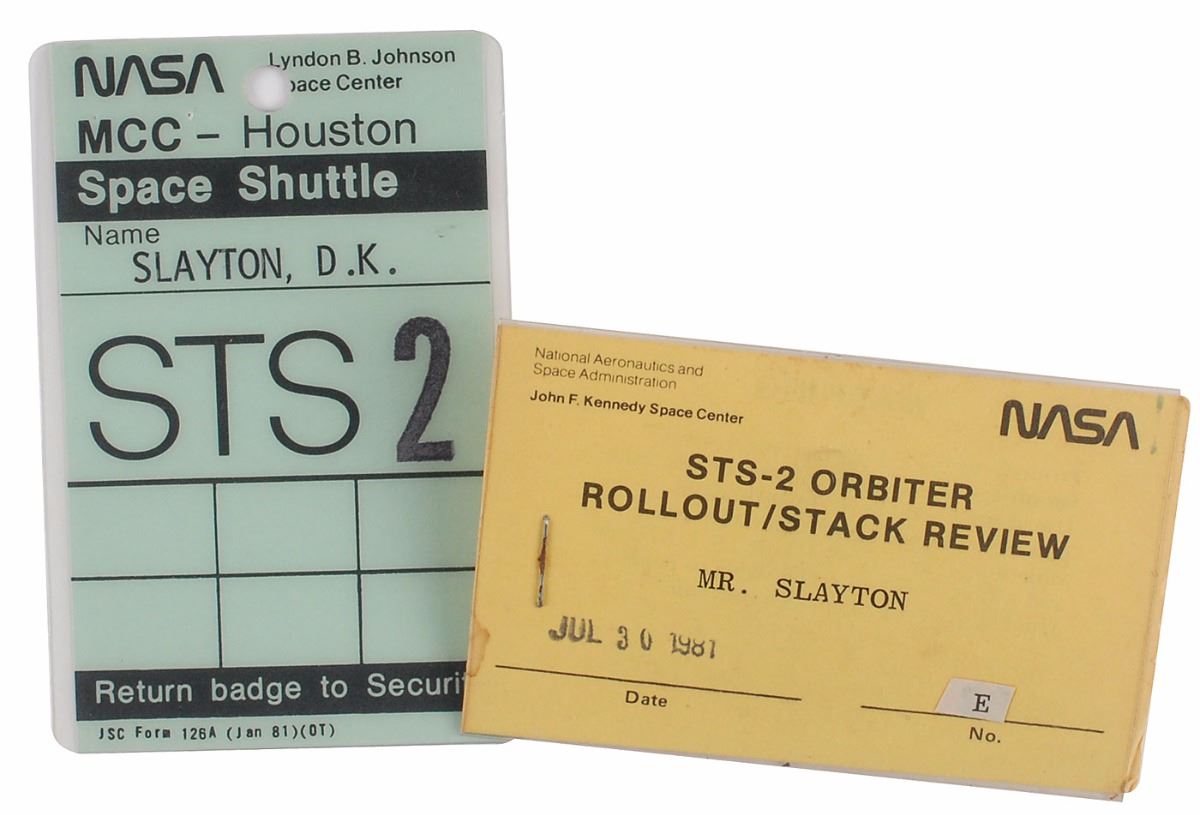 NASA
Lyndon B. Johnson
Space Center
MCC – Houston
Space Shuttle
Name
SLAYTON, D.K.
STS 2
Return badge to
JSC Form 126A (Jan 81)(OT)
National Aeronautics and
Space Administration
John F. Kennedy Space Center
NASA
STS-2 ORBITER
ROLLOUT/STACK REVIEW
MR. SLAYTON
JUL 30 1981
Date
E
No.